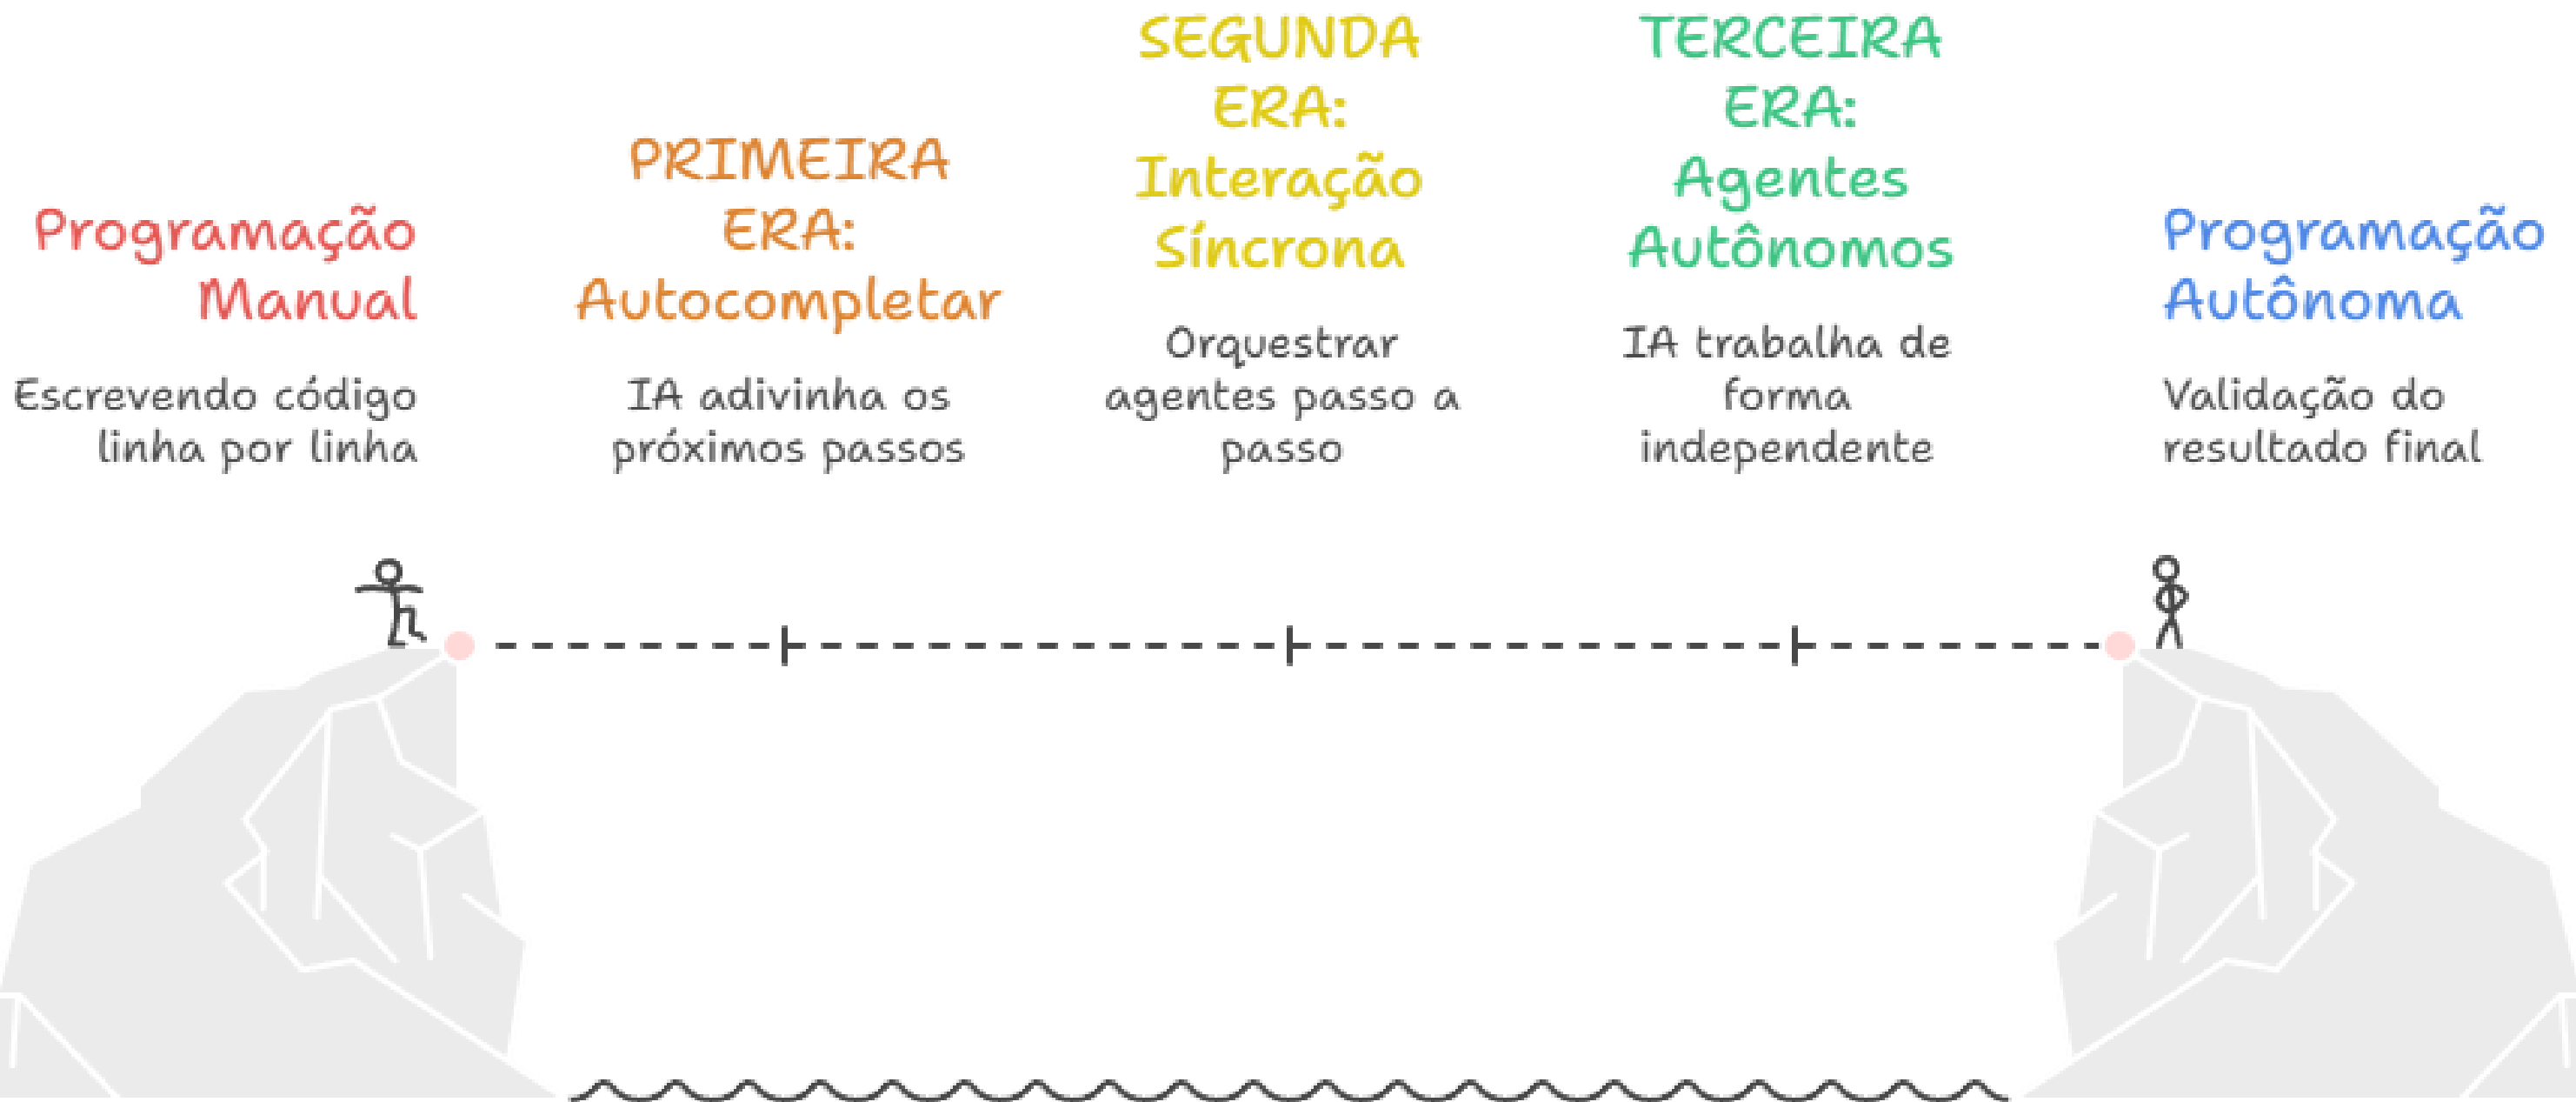 Programação
Manual
Escrevendo código
linha por linha
PRIMEIRA
ERA:
Autocompletar
IA adivinha os
próximos passos
SEGUNDA
ERA:
Interação
Síncrona
Orquestrar
agentes passo a
passo
TERCEIRA
ERA:
Agentes
Autônomos
IA trabalha de
forma
independente
Programação
Autônoma
Validação do
resultado final